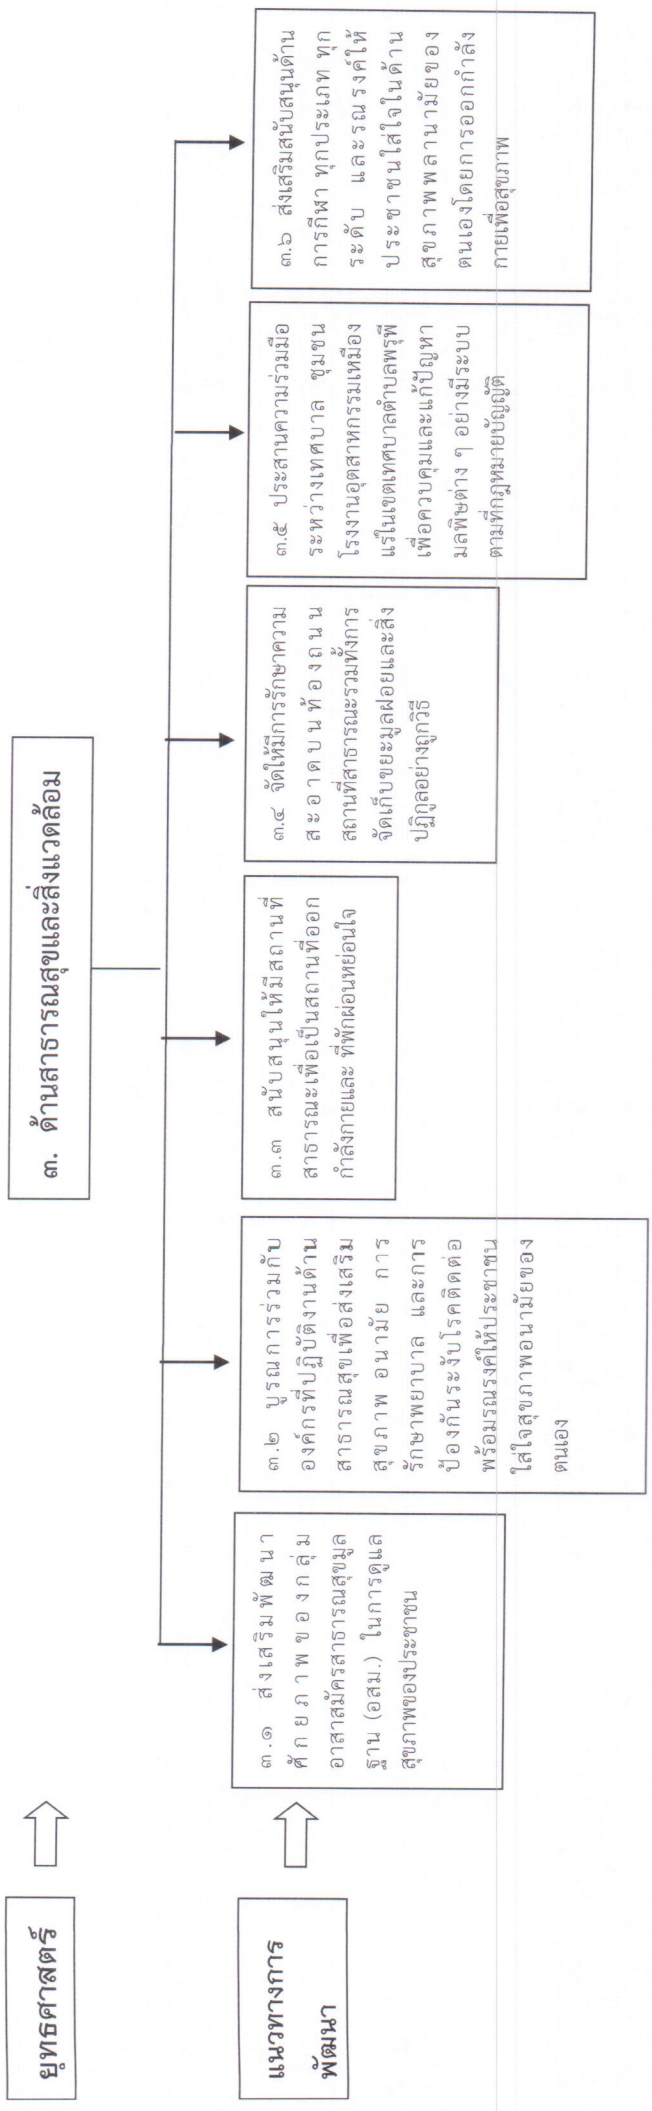 ยุทธศาสตร์
๓. ด้านสาธารณสุขและสิ่งแวดล้อม
แนวทางการ
พัฒนา
๓.๑ ส่งเสริมพัฒนา
ศักยภาพของกลุ่ม
อาสาสมัครสาธารณสุขมูล
ฐาน (อสม.) ในการดูแล
สุขภาพของประชาชน
๓.๒ บูรณการร่วมกับ
องค์กรที่ปฏิบัติงานด้าน
สาธารณสุขเพื่อส่งเสริม
สุขภาพ อนามัย การ
รักษาพยาบาล และการ
ป้องกันระงับโรคติดต่อ
พร้อมรณรงค์ให้ประชาชน
ใส่ใจสุขภาพอนามัยของ
ตนเอง
๓.๓ สนับสนุนให้มีสถานที่
สาธารณะเพื่อเป็นสถานที่ออก
กำลังกายและ ที่พักผ่อนหย่อนใจ
๓.๔ จัดให้มีการรักษาความ
สะอาดบนท้องถนน
สถานที่สาธารณะรวมทั้งการ
จัดเก็บขยะมูลฝอยและสิ่ง
ปฏิกูลอย่างถูกวิธี
๓.๕ ประสานความร่วมมือ
ระหว่างเทศบาล ชุมชน
โรงงานอุตสาหกรรมเหมือง
แร่ในเขตเทศบาลตำบลพรุพี
เพื่อควบคุมและแก้ปัญหา
มลพิษต่าง ๆ อย่างมีระบบ
ตามที่กฎหมายบัญญัติ
๓.๖ ส่งเสริมสนับสนุนด้าน
การกีฬา ทุกประเภท ทุก
ระดับ และรณรงค์ให้
ประชาชนใส่ใจในด้าน
สุขภาพพลานามัยของ
ตนเองโดยการออกกำลัง
กายเพื่อสุขภาพ